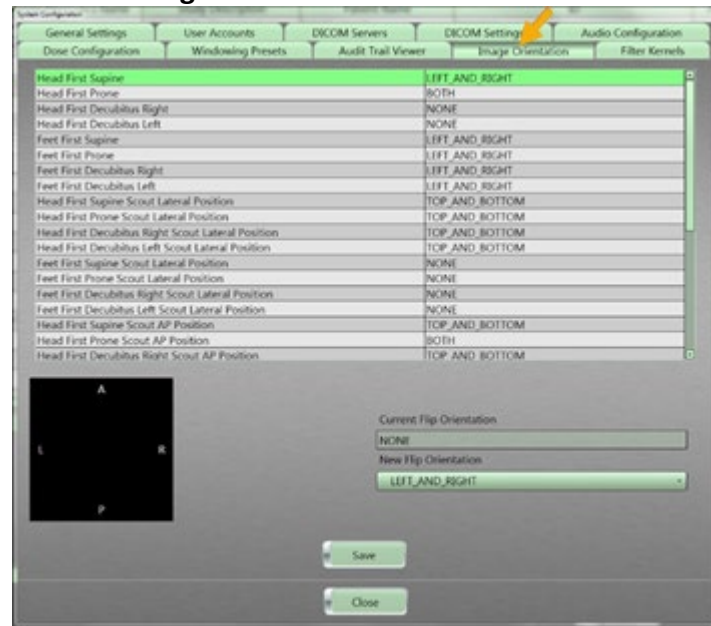 System Configuration
General Settings User Accounts DICOM Servers DICOM Settings Audio Configuration
Dose Configuration Windowing Presets Audit Trail Viewer Image Orientation Filter Kernels
Head First Supine LEFT_AND_RIGHT
Head First Prone BOTH
Head First Decubitus Right NONE
Head First Decubitus Left NONE
Feet First Supine LEFT_AND_RIGHT
Feet First Prone LEFT_AND_RIGHT
Feet First Decubitus Right LEFT_AND_RIGHT
Feet First Decubitus Left LEFT_AND_RIGHT
Head First Supine Scout Lateral Position TOP_AND_BOTTOM
Head First Prone Scout Lateral Position TOP_AND_BOTTOM
Head First Decubitus Right Scout Lateral Position TOP_AND_BOTTOM
Head First Decubitus Left Scout Lateral Position TOP_AND_BOTTOM
Feet First Supine Scout Lateral Position NONE
Feet First Prone Scout Lateral Position NONE
Feet First Decubitus Right Scout Lateral Position NONE
Feet First Decubitus Left Scout Lateral Position NONE
Head First Supine Scout AP Position TOP_AND_BOTTOM
Head First Prone Scout AP Position BOTH
Head First Decubitus Right Scout AP Position TOP_AND_BOTTOM
A
L R
P
Current Flip Orientation
NONE
New Flip Orientation
LEFT_AND_RIGHT
Save
Close